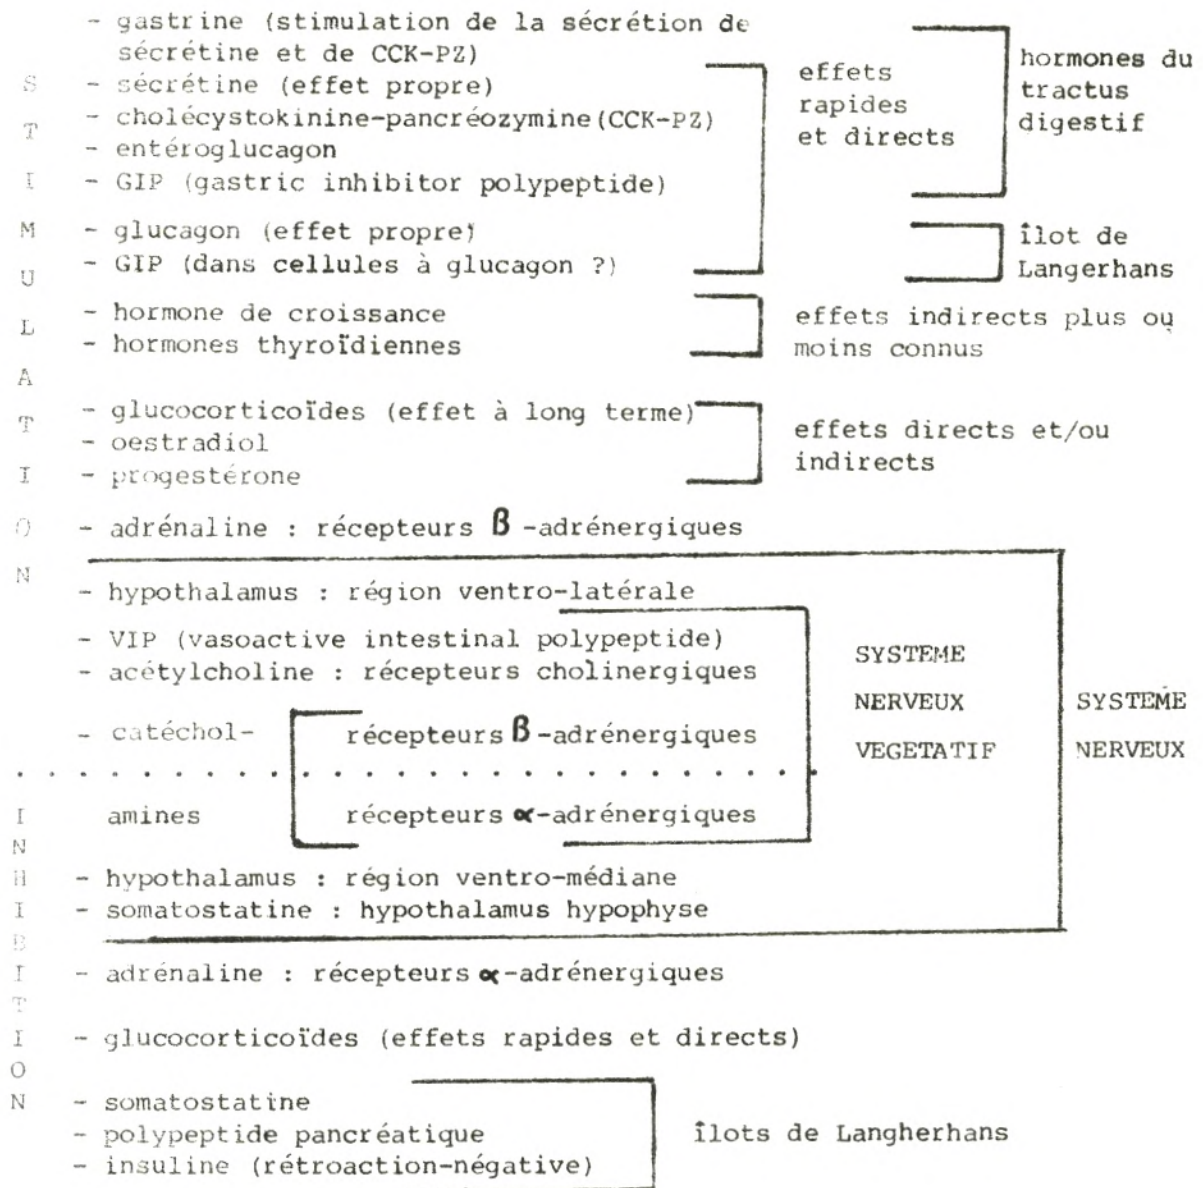 STIMULATION
- gastrine (stimulation de la sécrétion de
sécrétine et de CCK-PZ)
- sécrétine (effet propre)
- cholécystokinine-pancréozymine (CCK-PZ)
- entéroglucagon
- GIP (gastric inhibitor polypeptide)
- glucagon (effet propre)
- GIP (dans cellules à glucagon ?)
effets
rapides
et directs
hormones du
tractus
digestif
îlot de
Langerhans
- hormone de croissance
- hormones thyroïdiennes
effets indirects plus ou
moins connus
- glucocorticoïdes (effet à long terme)
- oestradiol
- progestérone
effets directs et/ou
indirects
- adrénaline : récepteurs β -adrénergiques
- hypothalamus : région ventro-latérale
- VIP (vasoactive intestinal polypeptide)
- acétylcholine : récepteurs cholinergiques
- catéchol- récepteurs β -adrénergiques
amines récepteurs α-adrénergiques
SYSTEME
NERVEUX
VEGETATIF
SYSTEME
NERVEUX
INHIBITION
- hypothalamus : région ventro-médiane
- somatostatine : hypothalamus hypophyse
- adrénaline : récepteurs α-adrénergiques
- glucocorticoïdes (effets rapides et directs)
- somatostatine
- polypeptide pancréatique
- insuline (rétroaction-négative)
îlots de Langherhans